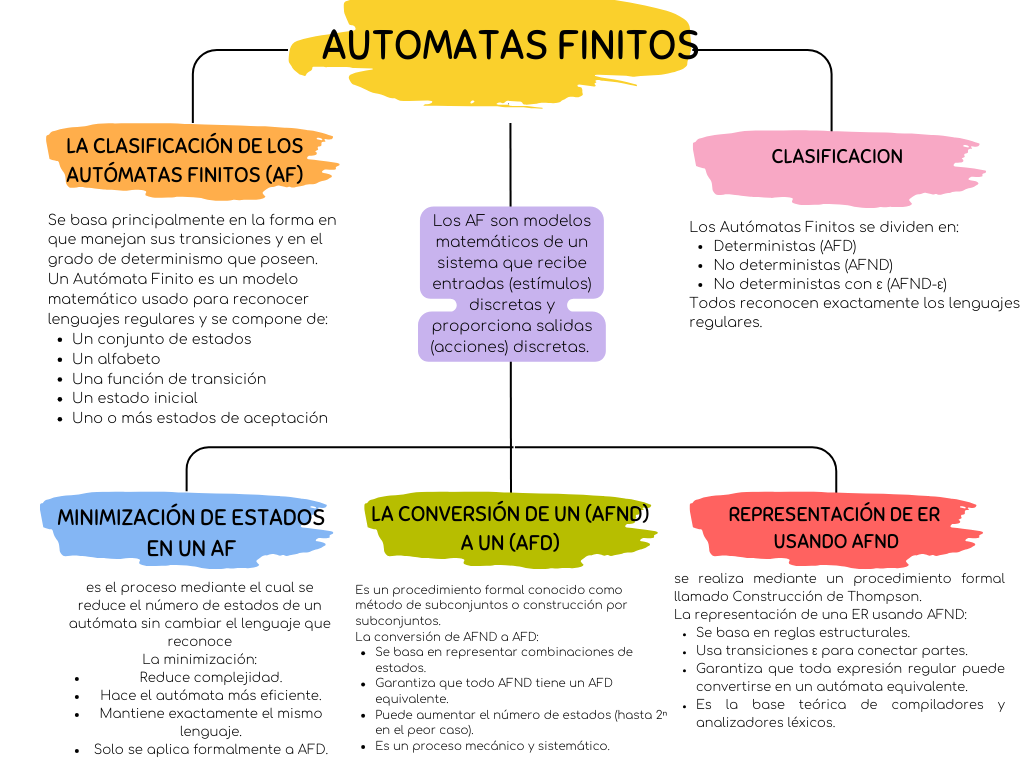 AUTOMATAS FINITOS
LA CLASIFICACIÓN DE LOS
AUTÓMATAS FINITOS (AF)
Se basa principalmente en la forma en
que manejan sus transiciones y en el
grado de determinismo que poseen.
Un Autómata Finito es un modelo
matemático usado para reconocer
lenguajes regulares y se compone de:
• Un conjunto de estados
• Un alfabeto
• Una función de transición
• Un estado inicial
• Uno o más estados de aceptación
Los AF son modelos
matemáticos de un
sistema que recibe
entradas (estímulos)
discretas y
proporciona salidas
(acciones) discretas.
CLASIFICACION
Los Autómatas Finitos se dividen en:
• Deterministas (AFD)
• No deterministas (AFND)
• No deterministas con ε (AFND-ε)
Todos reconocen exactamente los lenguajes
regulares.
MINIMIZACIÓN DE ESTADOS
EN UN AF
es el proceso mediante el cual se
reduce el número de estados de un
autómata sin cambiar el lenguaje que
reconoce
La minimización:
• Reduce complejidad.
• Hace el autómata más eficiente.
• Mantiene exactamente el mismo
lenguaje.
• Solo se aplica formalmente a AFD.
LA CONVERSIÓN DE UN (AFND)
A UN (AFD)
Es un procedimiento formal conocido como
método de subconjuntos o construcción por
subconjuntos.
La conversión de AFND a AFD:
• Se basa en representar combinaciones de
estados.
• Garantiza que todo AFND tiene un AFD
equivalente.
• Puede aumentar el número de estados (hasta 2ⁿ
en el peor caso).
• Es un proceso mecánico y sistemático.
REPRESENTACIÓN DE ER
USANDO AFND
se realiza mediante un procedimiento formal
llamado Construcción de Thompson.
La representación de una ER usando AFND:
• Se basa en reglas estructurales.
• Usa transiciones ε para conectar partes.
• Garantiza que toda expresión regular puede
convertirse en un autómata equivalente.
• Es la base teórica de compiladores y
analizadores léxicos.